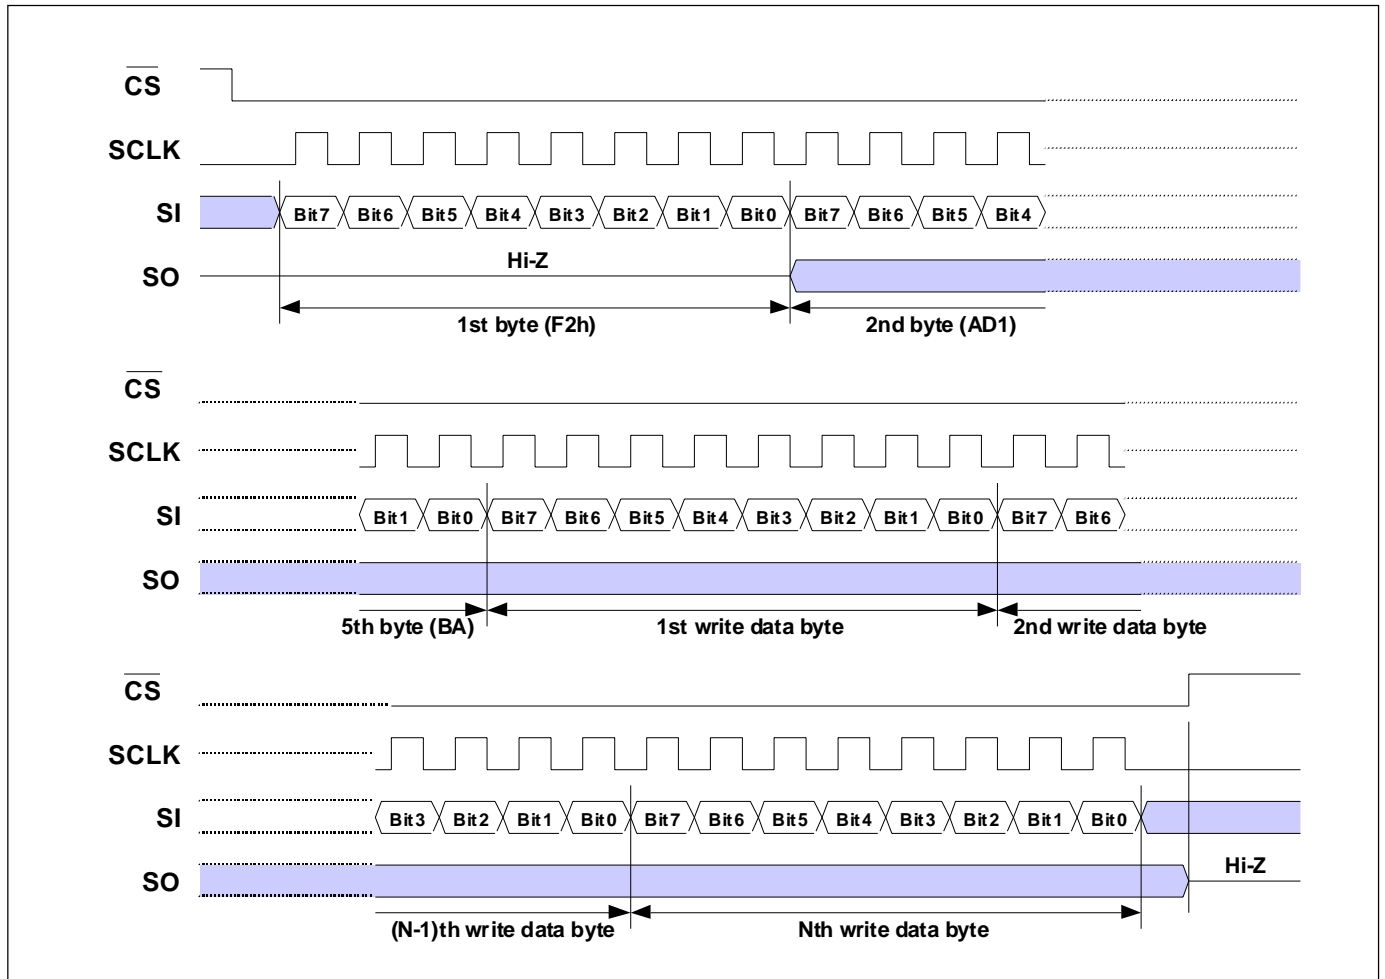 CS
SCLK
SI Bit7 Bit6 Bit5 Bit4 Bit3 Bit2 Bit1 Bit0 Bit7 Bit6 Bit5 Bit4
SO Hi-Z
1st byte (F2h) 2nd byte (AD1)
CS
SCLK
SI Bit1 Bit0 Bit7 Bit6 Bit5 Bit4 Bit3 Bit2 Bit1 Bit0 Bit7 Bit6
SO
5th byte (BA) 1st write data byte 2nd write data byte
CS
SCLK
SI Bit3 Bit2 Bit1 Bit0 Bit7 Bit6 Bit5 Bit4 Bit3 Bit2 Bit1 Bit0
SO Hi-Z
(N-1)th write data byte Nth write data byte